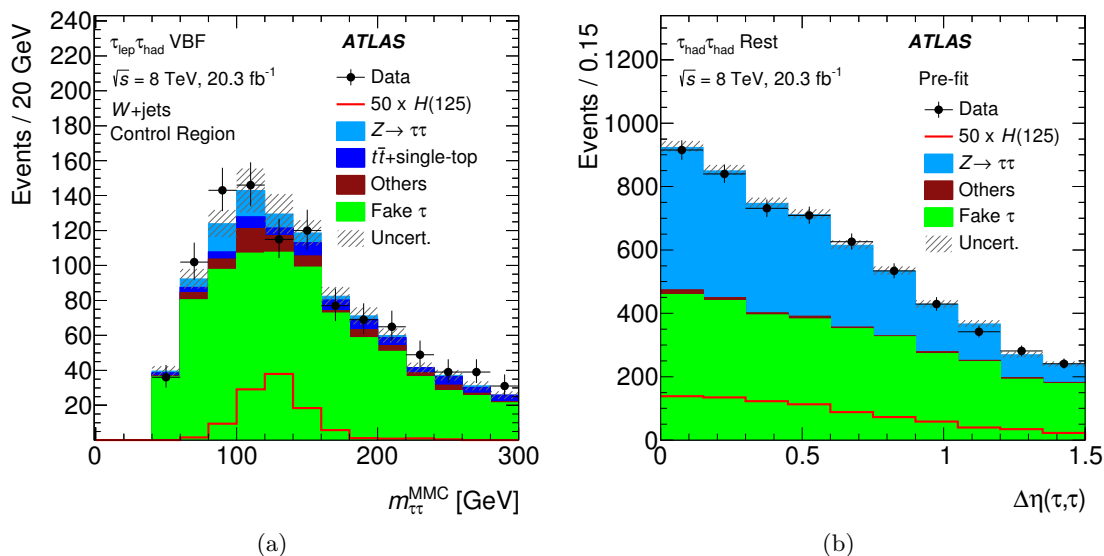 Events / 20 GeV
240
220
200
180
160
140
120
100
80
60
40
20
0
100
200
300
τlepτhad VBF
ATLAS
√s = 8 TeV, 20.3 fb⁻¹
W+jets
Control Region
Data
50 x H(125)
Z→ ττ
tt̄+single-top
Others
Fake τ
Uncert.
mττ^MMC [GeV]
(a)
Events / 0.15
1200
1000
800
600
400
200
0
0
0.5
1
1.5
τhadτhad Rest
ATLAS
√s = 8 TeV, 20.3 fb⁻¹
Pre-fit
Data
50 x H(125)
Z→ ττ
Others
Fake τ
Uncert.
Δη(τ,τ)
(b)